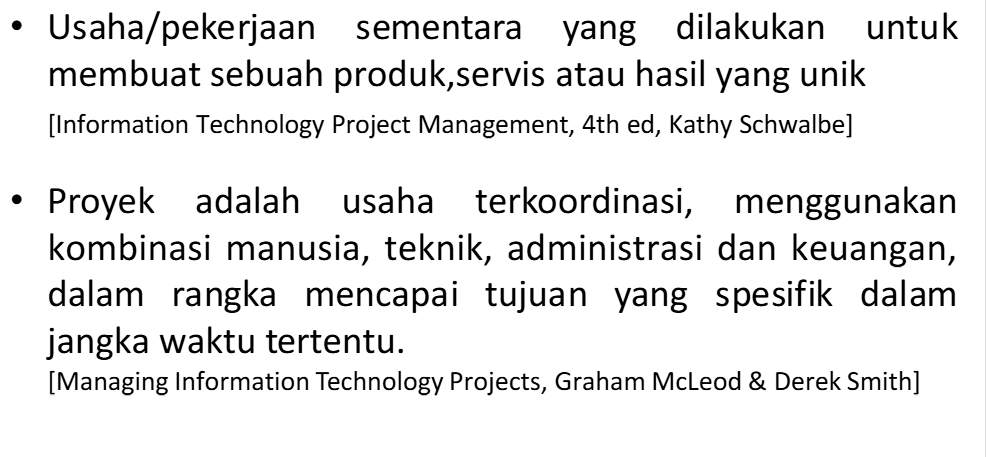 • Usaha/pekerjaan sementara yang dilakukan untuk
membuat sebuah produk,servis atau hasil yang unik
[Information Technology Project Management, 4th ed, Kathy Schwalbe]
• Proyek adalah usaha terkoordinasi, menggunakan
kombinasi manusia, teknik, administrasi dan keuangan,
dalam rangka mencapai tujuan yang spesifik dalam
jangka waktu tertentu.
[Managing Information Technology Projects, Graham McLeod & Derek Smith]